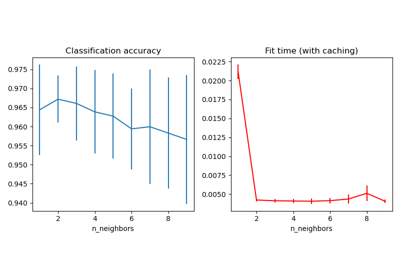 Classification accuracy
0.975
0.970
0.965
0.960
0.955
0.950
0.945
0.940
2 4 6 8
n_neighbors
Fit time (with caching)
0.0225
0.0200
0.0175
0.0150
0.0125
0.0100
0.0075
0.0050
2 4 6 8
n_neighbors